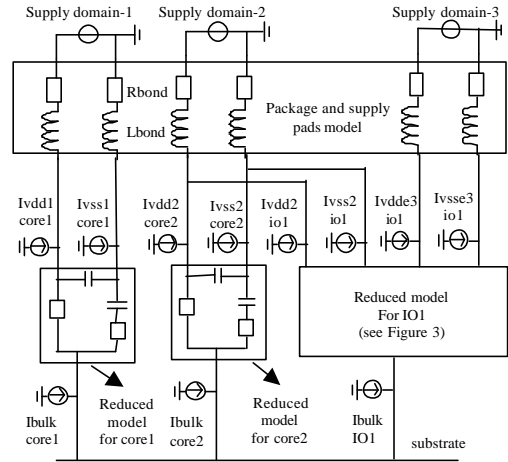 Supply domain-1
Supply domain-2
Supply domain-3
Rbond
Lbond
Package and supply
pads model
Ivdd1
core1
Ivss1
core1
Ivdd2
core2
Ivss2
core2
Ivdd2
io1
Ivss2
io1
Ivdde3
io1
Ivsse3
io1
Reduced model
For IO1
(see Figure 3)
Ibulk
core1
Reduced
model
for core1
Ibulk
core2
Reduced
model
for core2
Ibulk
IO1
substrate